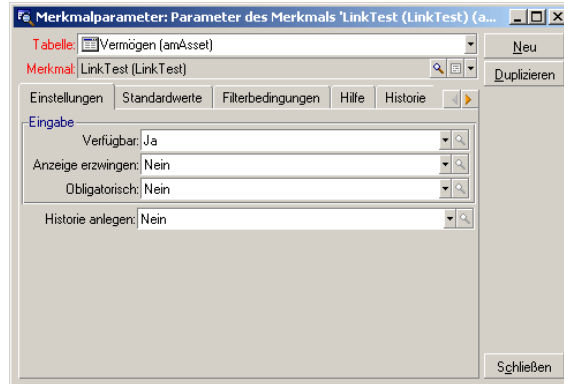 Merkmalparameter: Parameter des Merkmals 'LinkTest (LinkTest) (a...
Tabelle: Vermögen (amAsset)
Neu
Merkmal: LinkTest (LinkTest)
Duplizieren
Einstellungen Standardwerte Filterbedingungen Hilfe Historie
Eingabe
Verfügbar: Ja
Anzeige erzwingen: Nein
Obligatorisch: Nein
Historie anlegen: Nein
Schließen